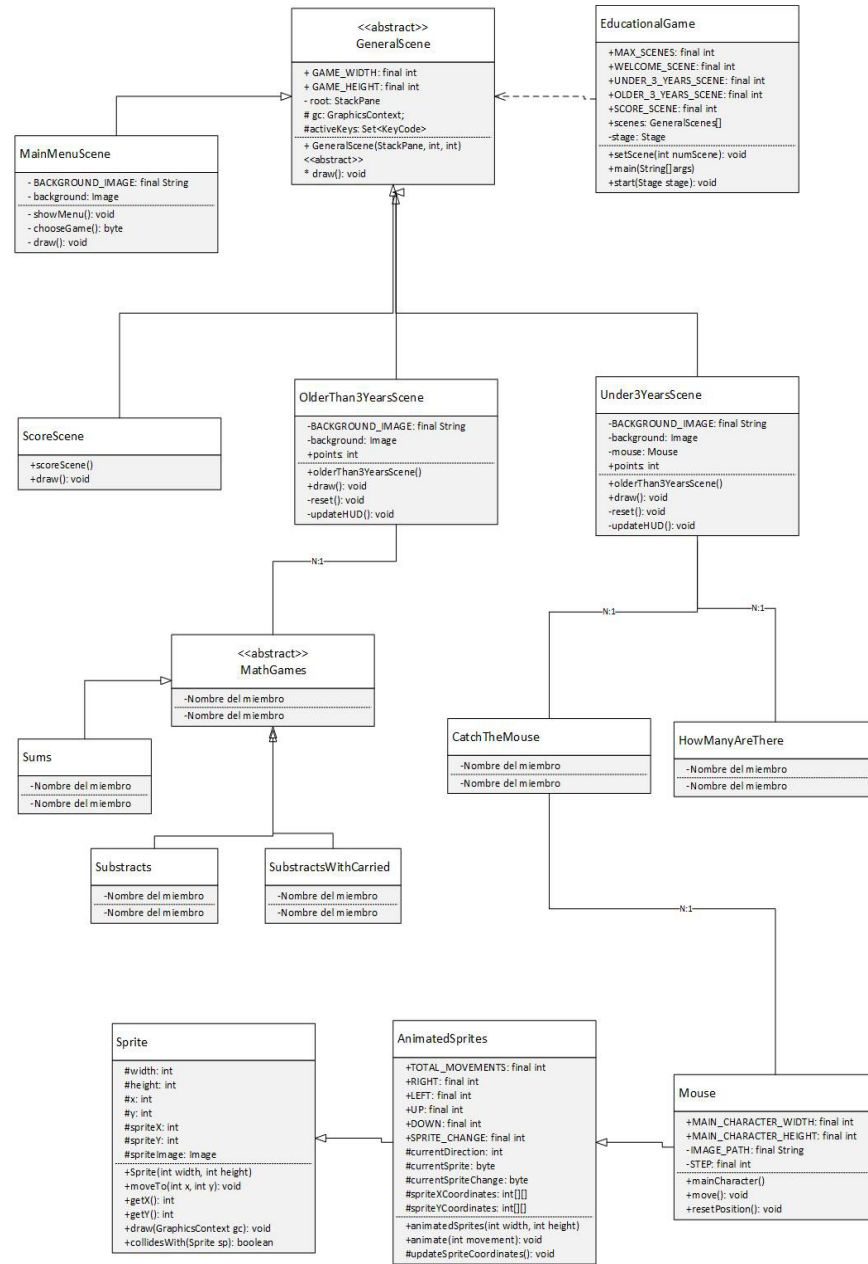 <<abstract>>
GeneralScene
+ GAME_WIDTH: final int
+ GAME_HEIGHT: final int
- root: StackPane
# gc: GraphicsContext;
#activeKeys: Set<KeyCode>
+ GeneralScene(StackPane, int, int)
<<abstract>>
* draw(): void
EducationalGame
+MAX_SCENES: final int
+WELCOME_SCENE: final int
+UNDER_3_YEARS_SCENE: final int
+OLDER_3_YEARS_SCENE: final int
+SCORE_SCENE: final int
+scenes: GeneralScenes[]
-stage: Stage
+setScene(int numScene): void
+main(String[]args)
+start(Stage stage): void
MainMenuScene
- BACKGROUND_IMAGE: final String
- background: Image
- showMenu(): void
- chooseGame(): byte
- draw(): void
ScoreScene
+scoreScene()
+draw(): void
OlderThan3YearsScene
-BACKGROUND_IMAGE: final String
-background: Image
+points: int
+olderThan3YearsScene()
+draw(): void
-reset(): void
-updateHUD(): void
Under3YearsScene
-BACKGROUND_IMAGE: final String
-background: Image
-mouse: Mouse
+points: int
+olderThan3YearsScene()
+draw(): void
-reset(): void
-updateHUD(): void
N:1
N:1
N:1
<<abstract>>
MathGames
-Nombre del miembro
-Nombre del miembro
Sums
-Nombre del miembro
-Nombre del miembro
CatchTheMouse
-Nombre del miembro
-Nombre del miembro
HowManyAreThere
-Nombre del miembro
-Nombre del miembro
Substracts
-Nombre del miembro
-Nombre del miembro
SubstractsWithCarried
-Nombre del miembro
-Nombre del miembro
N:1
Sprite
#width: int
#height: int
#x: int
#y: int
#spriteX: int
#spriteY: int
#spriteImage: Image
+Sprite(int width, int height)
+moveTo(int x, int y): void
+getX(): int
+getY(): int
+draw(GraphicsContext gc): void
+collidesWith(Sprite sp): boolean
AnimatedSprites
+TOTAL_MOVEMENTS: final int
+RIGHT: final int
+LEFT: final int
+UP: final int
+DOWN: final int
+SPRITE_CHANGE: final int
#currentDirection: int
#currentSprite: byte
#currentSpriteChange: byte
#spriteXCoordinates: int[][]
#spriteYCoordinates: int[][]
+animatedSprites(int width, int height)
+animate(int movement): void
#updateSpriteCoordinates(): void
Mouse
+MAIN_CHARACTER_WIDTH: final int
+MAIN_CHARACTER_HEIGHT: final int
-IMAGE_PATH: final String
-STEP: final int
+mainCharacter()
+move(): void
+resetPosition(): void